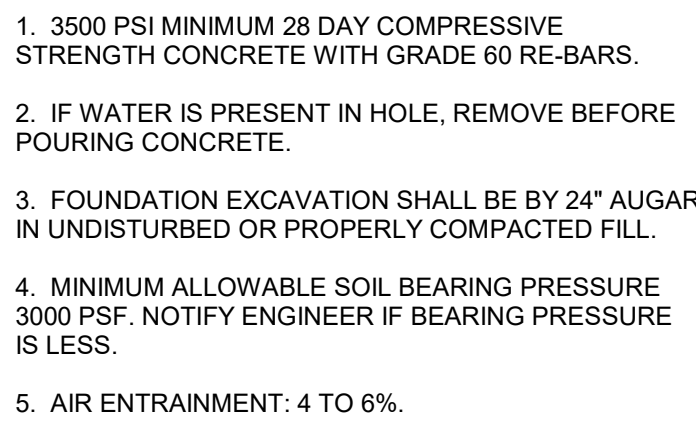 1. 3500 PSI MINIMUM 28 DAY COMPRESSIVE
STRENGTH CONCRETE WITH GRADE 60 RE-BARS.
2. IF WATER IS PRESENT IN HOLE, REMOVE BEFORE
POURING CONCRETE.
3. FOUNDATION EXCAVATION SHALL BE BY 24" AUGAR
IN UNDISTURBED OR PROPERLY COMPACTED FILL.
4. MINIMUM ALLOWABLE SOIL BEARING PRESSURE
3000 PSF. NOTIFY ENGINEER IF BEARING PRESSURE
IS LESS.
5. AIR ENTRAINMENT: 4 TO 6%.